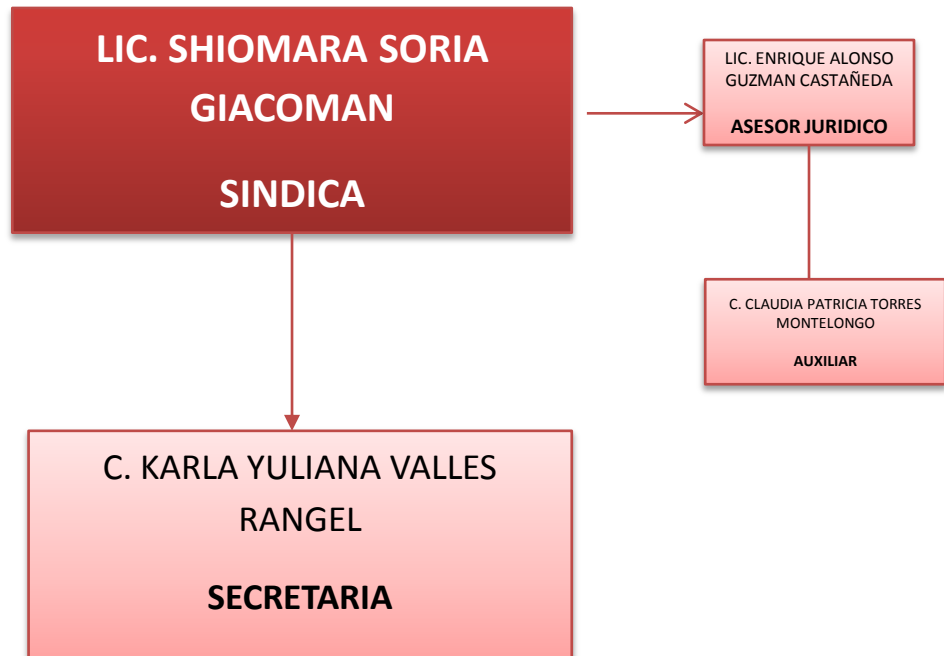 LIC. SHIOMARA SORIA
GIACOMAN
SINDICA
LIC. ENRIQUE ALONSO
GUZMAN CASTAÑEDA
ASESOR JURIDICO
C. CLAUDIA PATRICIA TORRES
MONTELONGO
AUXILIAR
C. KARLA YULIANA VALLES
RANGEL
SECRETARIA